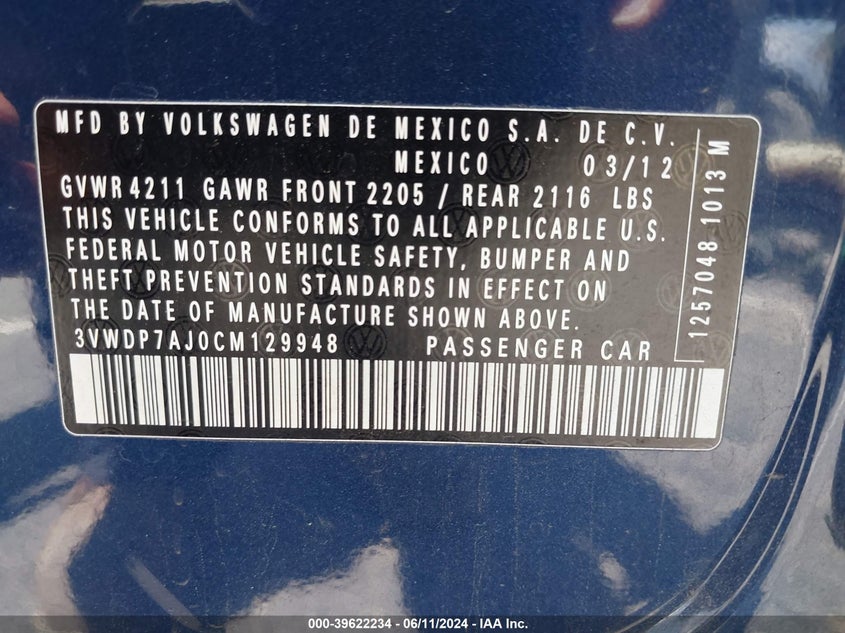 MFD BY VOLKSWAGEN DE MEXICO S.A. DE C.V.
MEXICO 03/12
GVWR 4211 GAWR FRONT 2205 / REAR 2116 LBS
THIS VEHICLE CONFORMS TO ALL APPLICABLE U.S.
FEDERAL MOTOR VEHICLE SAFETY, BUMPER AND
THEFT PREVENTION STANDARDS IN EFFECT ON
THE DATE OF MANUFACTURE SHOWN ABOVE.
3VWDP7AJ0CM129948 PASSENGER CAR
1257048 1013 M
000-39622234 - 06/11/2024 - IAA Inc.